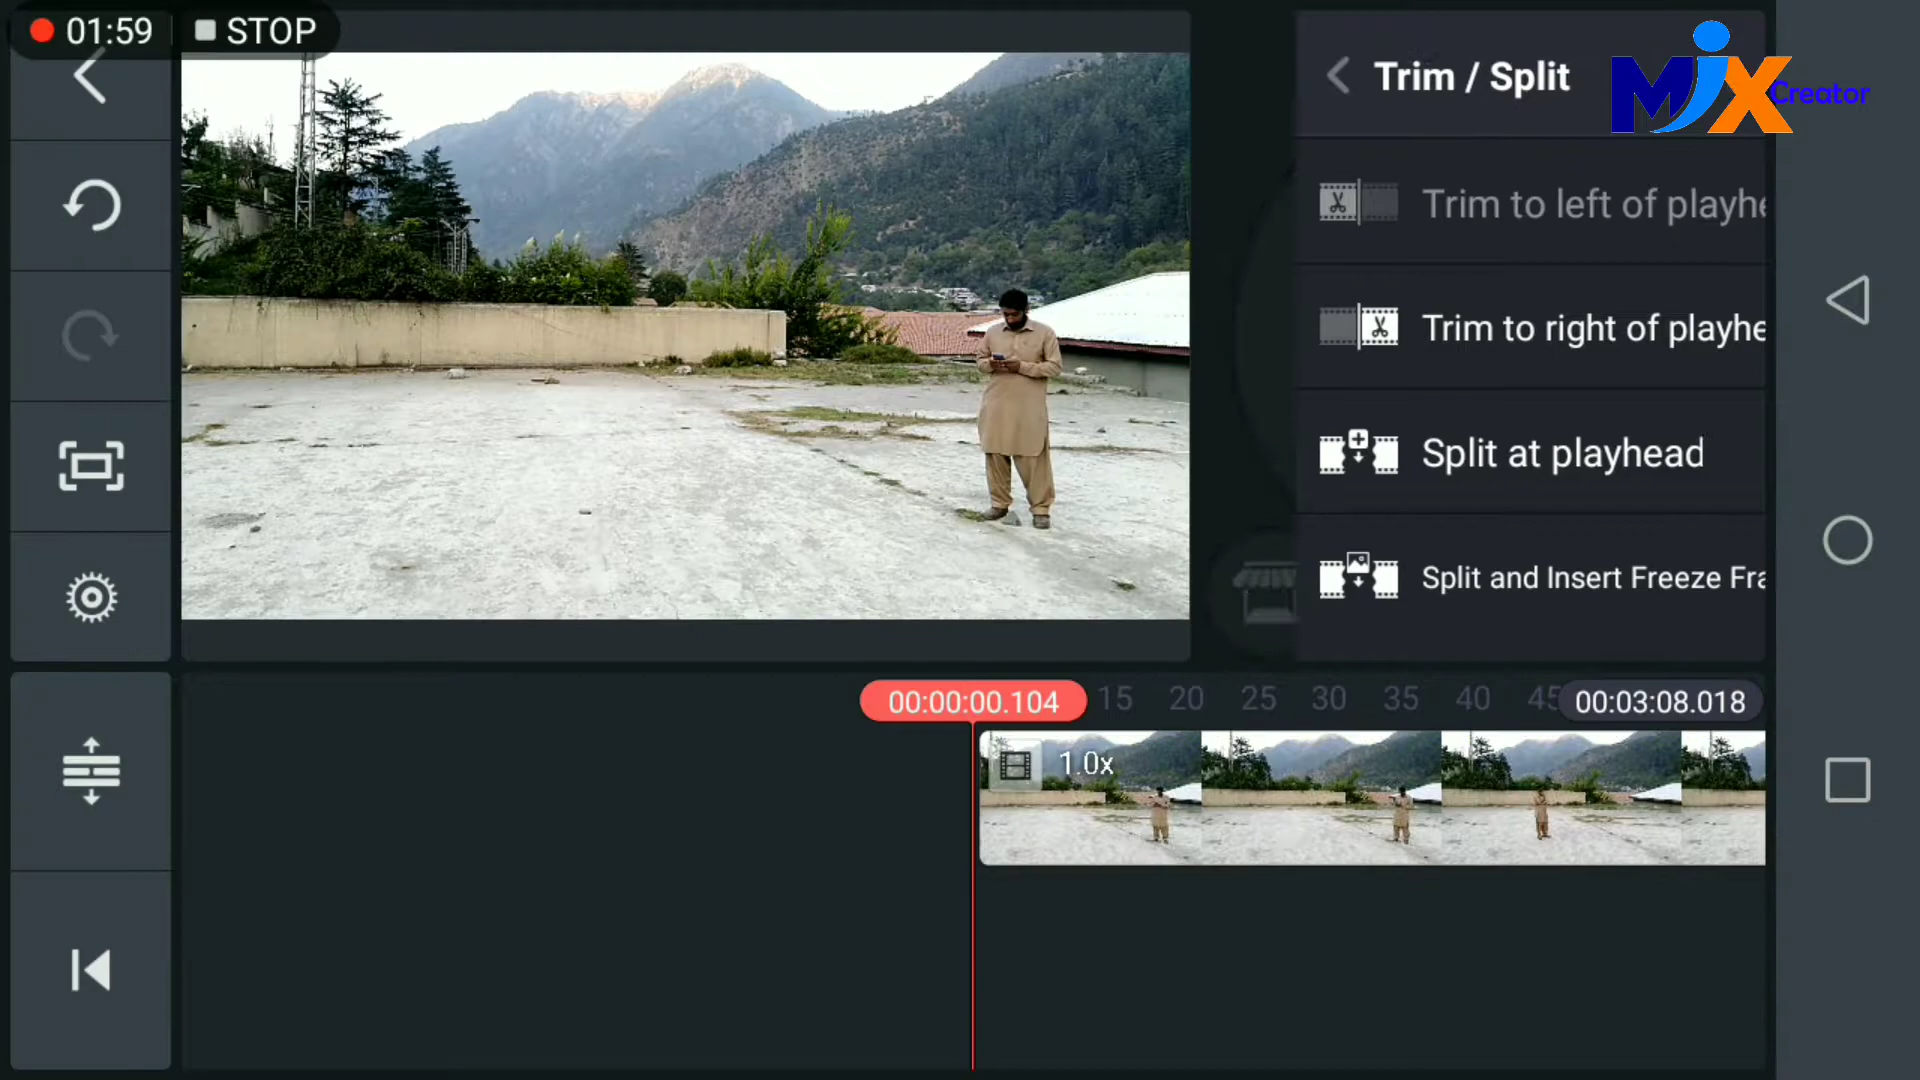 01:59 STOP
Trim / Split
MiX Creator
Trim to left of playhe
Trim to right of playhe
Split at playhead
Split and Insert Freeze Fra
00:00:00.104 15 20 25 30 35 40 45 00:03:08.018
1.0x